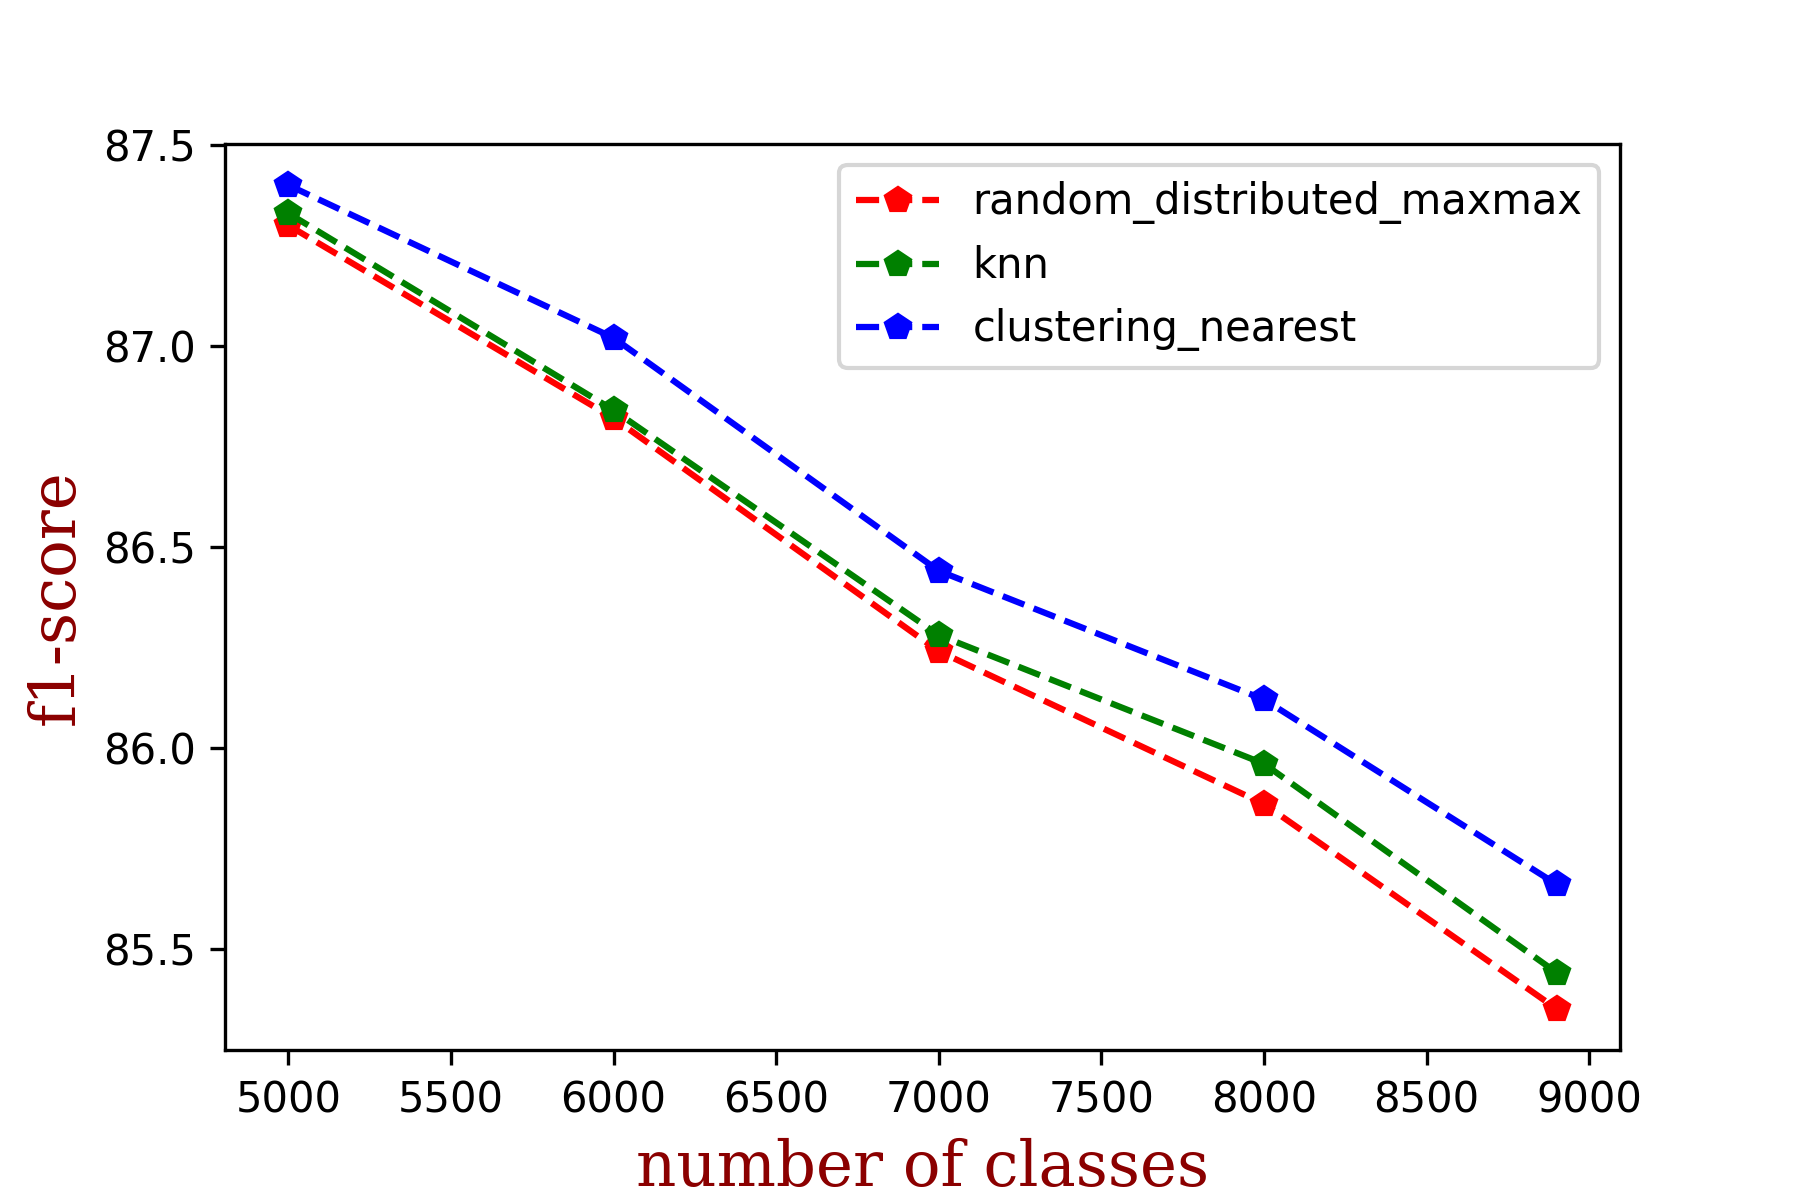 87.5
87.0
86.5
86.0
85.5
f1-score
random_distributed_maxmax
knn
clustering_nearest
5000 5500 6000 6500 7000 7500 8000 8500 9000
number of classes